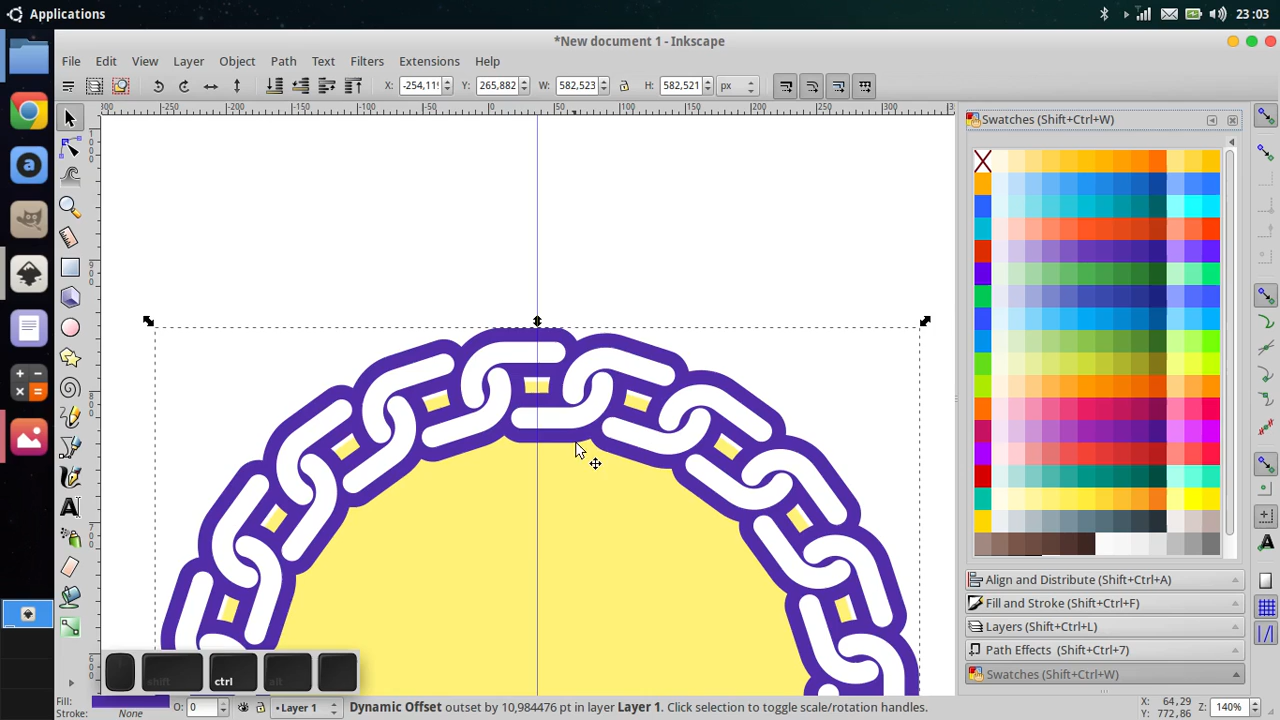 Applications
23:03
*New document 1 - Inkscape
File Edit View Layer Object Path Text Filters Extensions Help
X: -254,119 Y: 265,882 W: 582,523 H: 582,521 px
Swatches (Shift+Ctrl+W)
Align and Distribute (Shift+Ctrl+A)
Fill and Stroke (Shift+Ctrl+F)
Layers (Shift+Ctrl+L)
Path Effects (Shift+Ctrl+7)
Swatches (Shift+Ctrl+W)
shift ctrl alt
Fill:
Stroke: None
O: 0
Layer 1
Dynamic Offset outset by 10,984476 pt in layer Layer 1. Click selection to toggle scale/rotation handles.
X: 64,29
Y: 772,86
Z: 140%